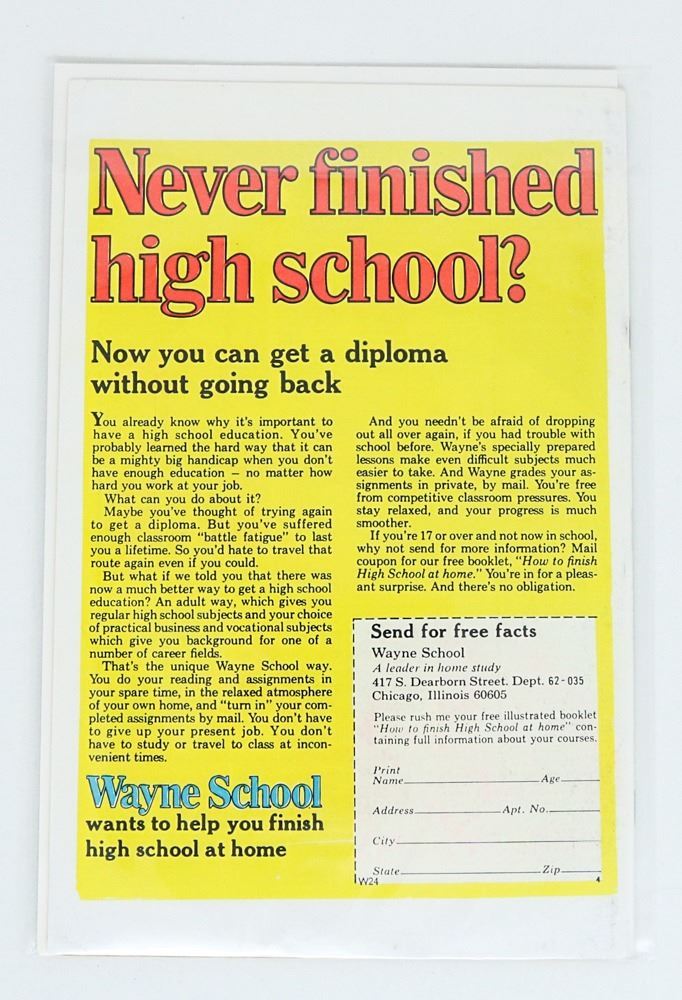 Never finished
high school?
Now you can get a diploma
without going back
You already know why it's important to
have a high school education. You've
probably learned the hard way that it can
be a mighty big handicap when you don't
have enough education – no matter how
hard you work at your job.
What can you do about it?
Maybe you've thought of trying again
to get a diploma. But you've suffered
enough classroom "battle fatigue" to last
you a lifetime. So you'd hate to travel that
route again even if you could.
But what if we told you that there was
now a much better way to get a high school
education? An adult way, which gives you
regular high school subjects and your choice
of practical business and vocational subjects
which give you background for one of a
number of career fields.
That's the unique Wayne School way.
You do your reading and assignments in
your spare time, in the relaxed atmosphere
of your own home, and "turn in" your com-
pleted assignments by mail. You don't have
to give up your present job. You don't
have to study or travel to class at incon-
venient times.
Wayne School
wants to help you finish
high school at home
And you needn't be afraid of dropping
out all over again, if you had trouble with
school before. Wayne's specially prepared
lessons make even difficult subjects much
easier to take. And Wayne grades your as-
signments in private, by mail. You're free
from competitive classroom pressures. You
stay relaxed, and your progress is much
smoother.
If you're 17 or over and not now in school,
why not send for more information? Mail
coupon for our free booklet, "How to finish
High School at home." You're in for a pleas-
ant surprise. And there's no obligation.
Send for free facts
Wayne School
A leader in home study
417 S. Dearborn Street. Dept. 62-035
Chicago, Illinois 60605
Please rush me your free illustrated booklet
"How to finish High School at home" con-
taining full information about your courses.
Print
Name Age
Address Apt. No.
City
State Zip
W24 4